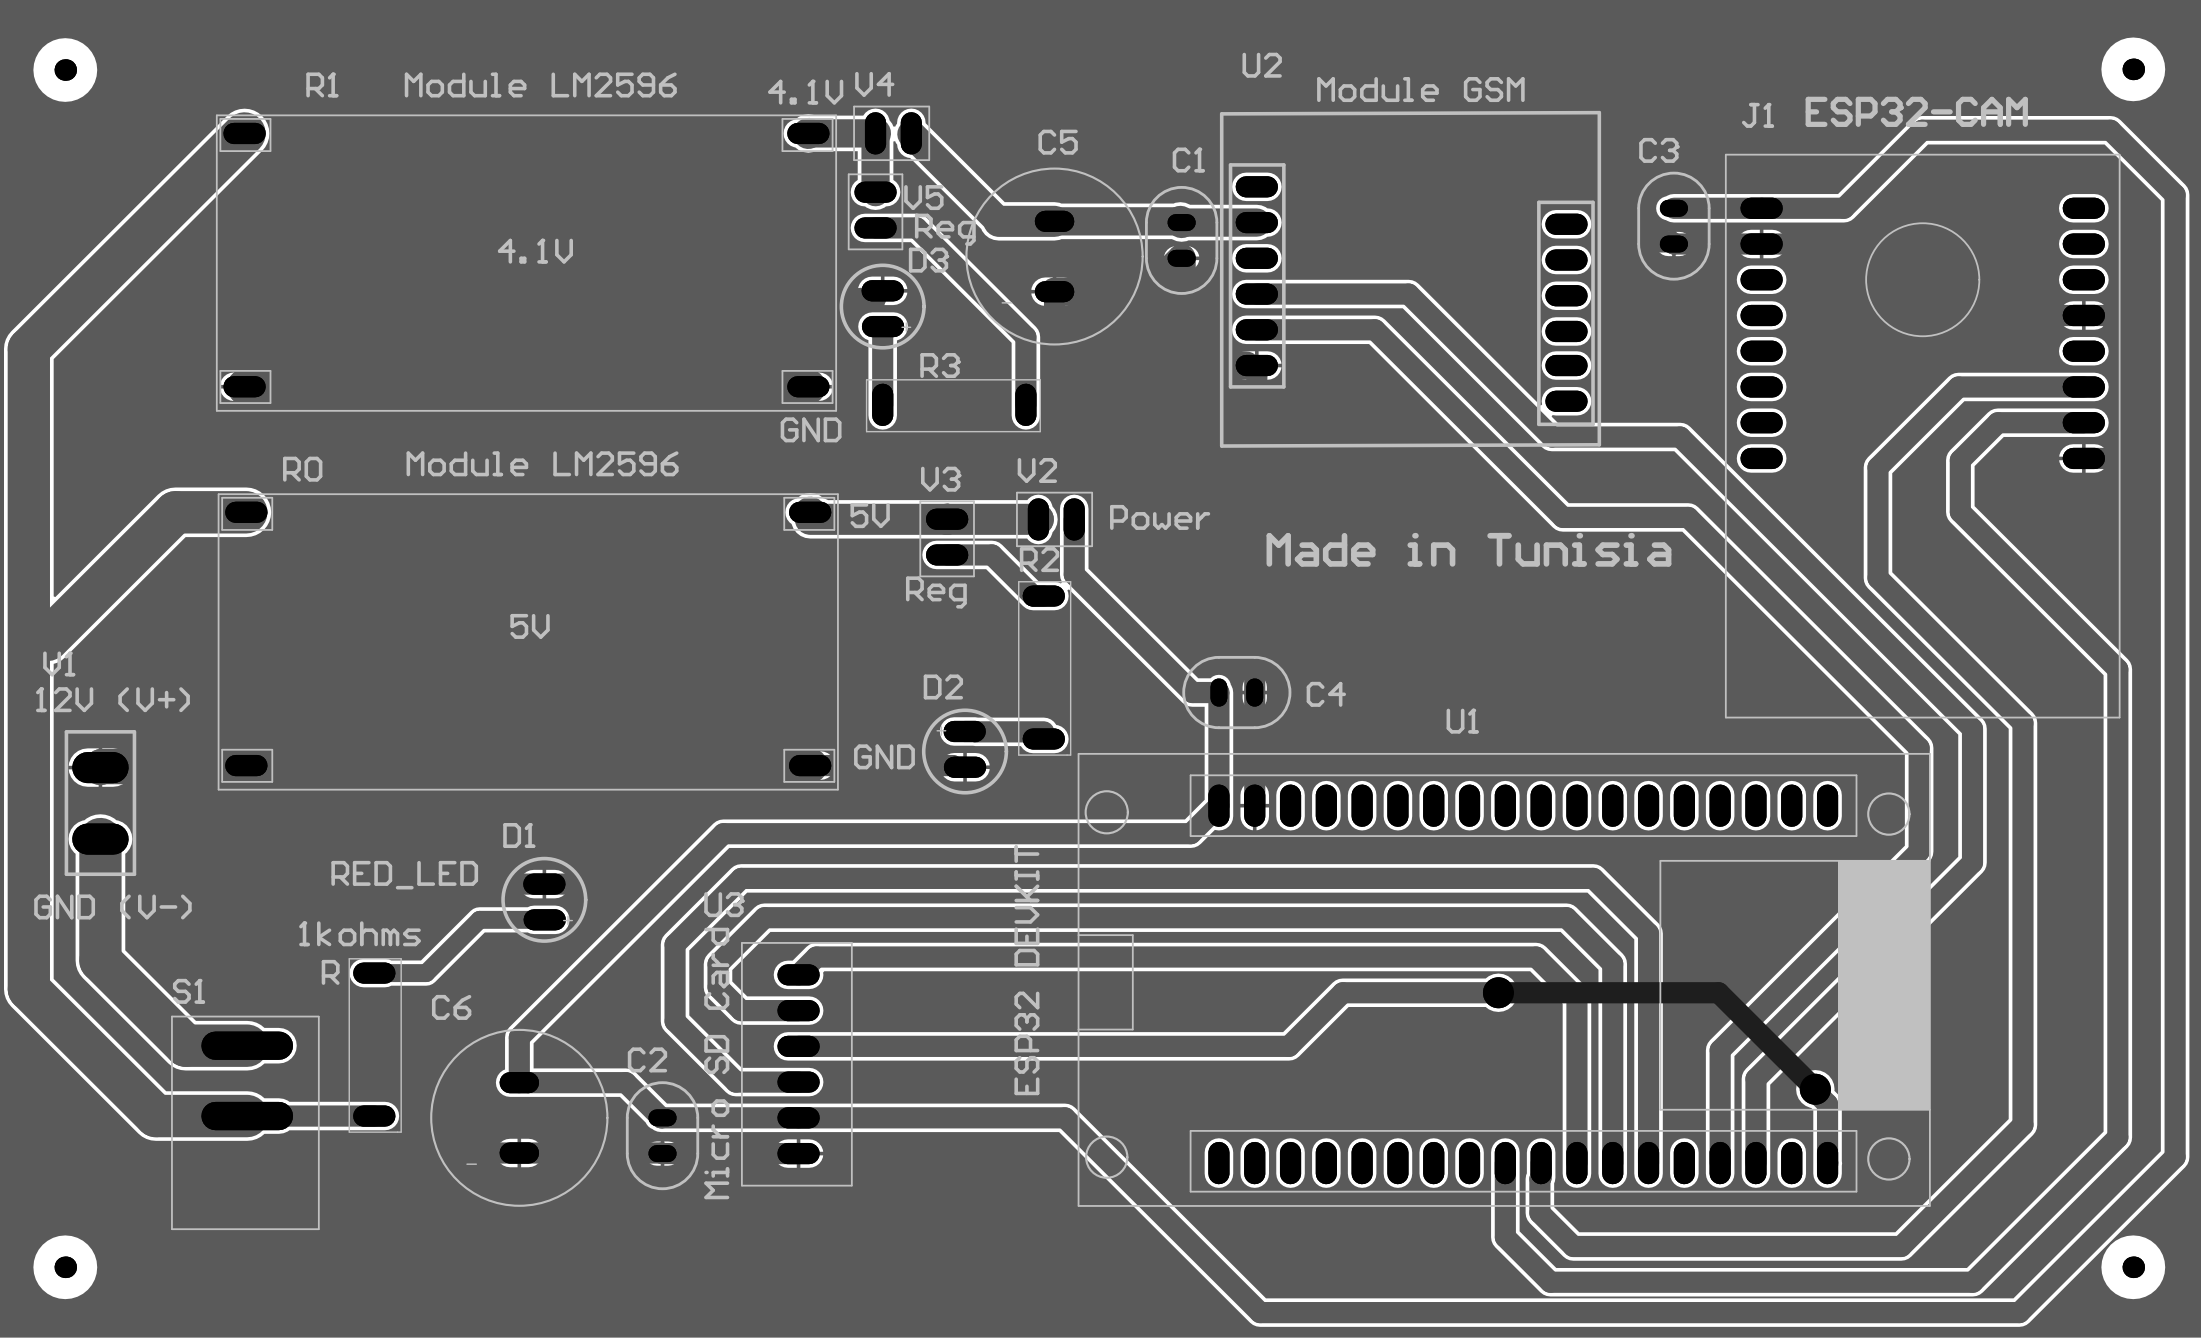 R1
Module LM2596
4.1V
V4
U2
Module GSM
J1
ESP32-CAM
C5
C1
C3
V5
Reg
D3
4.1V
R3
GND
R0
Module LM2596
V3
V2
5V
Power
Made in Tunisia
R2
Reg
5V
V1
12V (V+)
D2
C4
U1
GND
D1
RED_LED
GND (V-)
1kohms
R
S1
C6
C2
U3
Micro SD Card
ESP32 DEVKIT